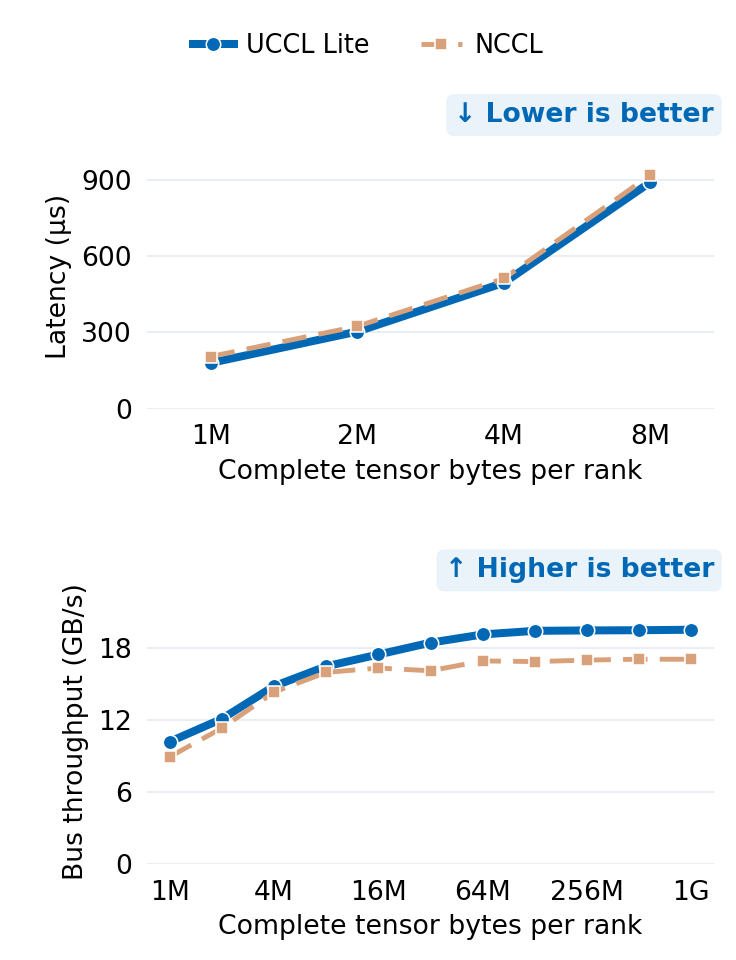 UCCL Lite NCCL
↓ Lower is better
Latency (µs)
900
600
300
0
1M 2M 4M 8M
Complete tensor bytes per rank
↑ Higher is better
Bus throughput (GB/s)
18
12
6
0
1M 4M 16M 64M 256M 1G
Complete tensor bytes per rank